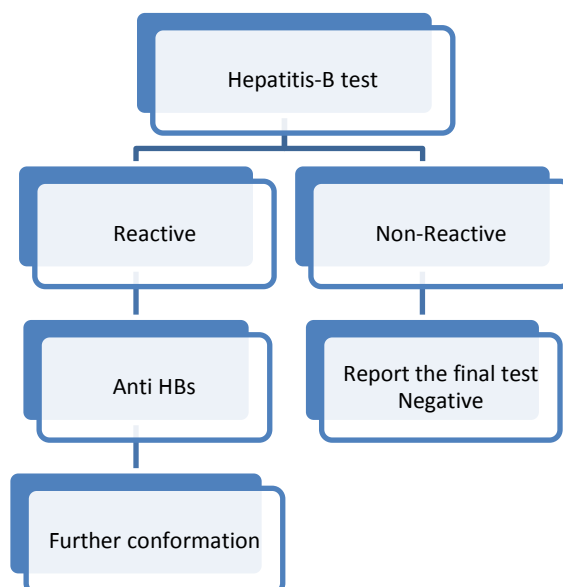 Hepatitis-B test
Reactive
Non-Reactive
Anti HBs
Report the final test
Negative
Further conformation